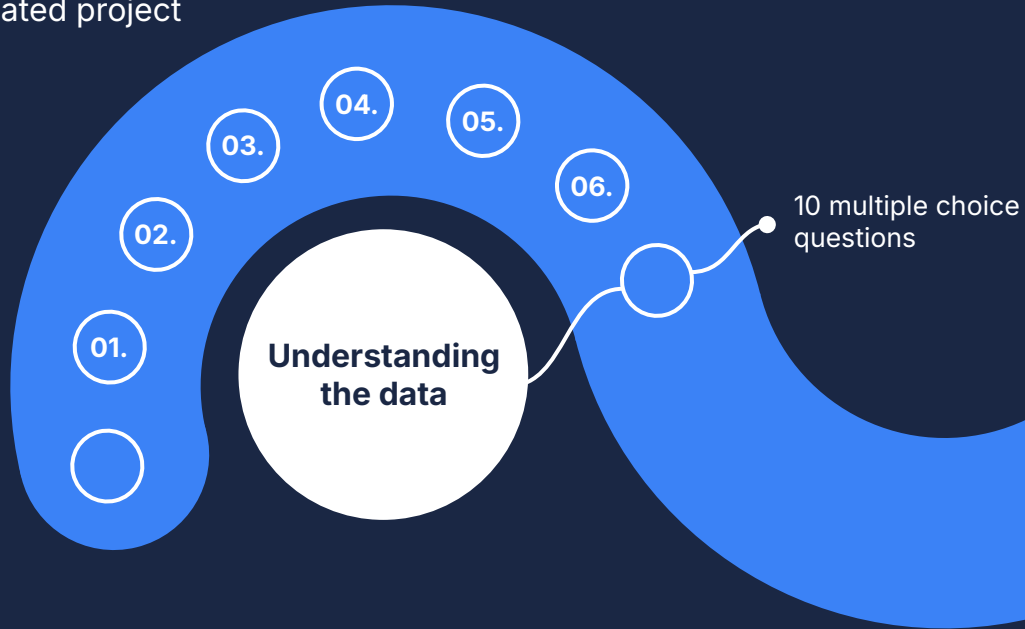 ated project
04.
05.
03.
06.
02.
10 multiple choice
questions
01.
Understanding
the data